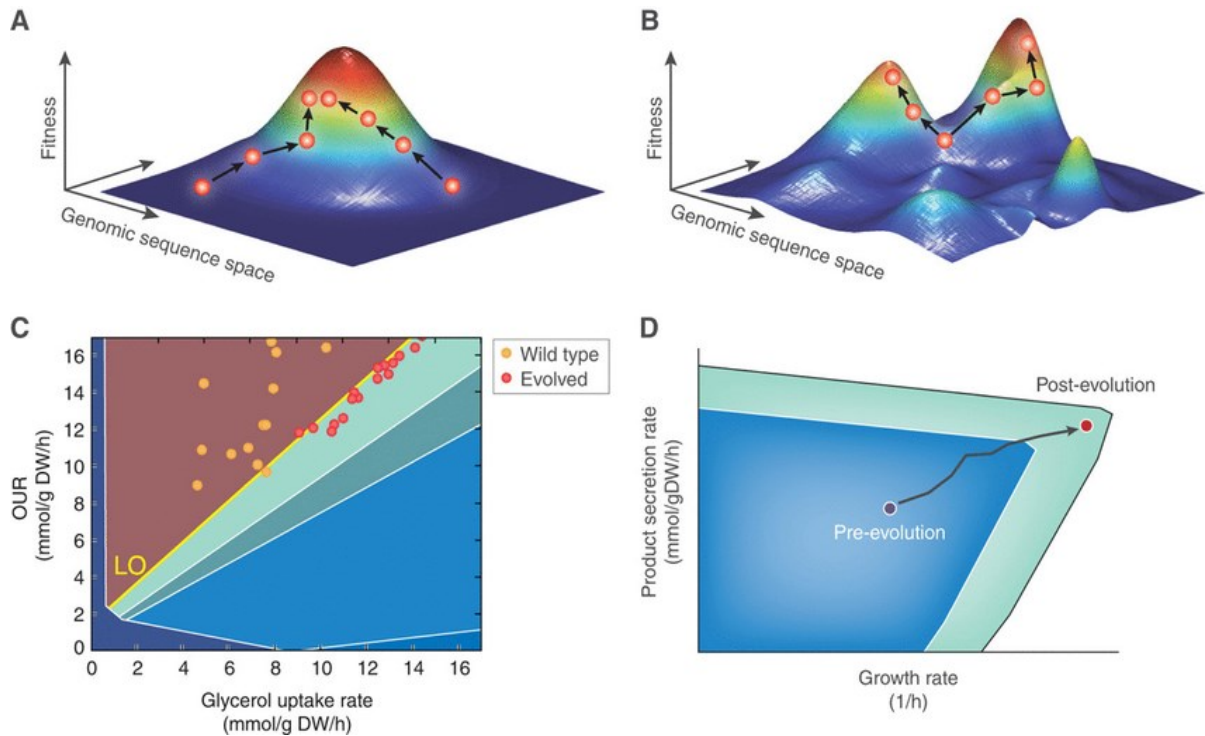 A
Fitness
Genomic sequence space
B
Fitness
Genomic sequence space
C
OUR
(mmol/g DW/h)
16
14
12
10
8
6
4
2
0
LO
0 2 4 6 8 10 12 14 16
Glycerol uptake rate
(mmol/g DW/h)
Wild type
Evolved
D
Product secretion rate
(mmol/gDW/h)
Post-evolution
Pre-evolution
Growth rate
(1/h)